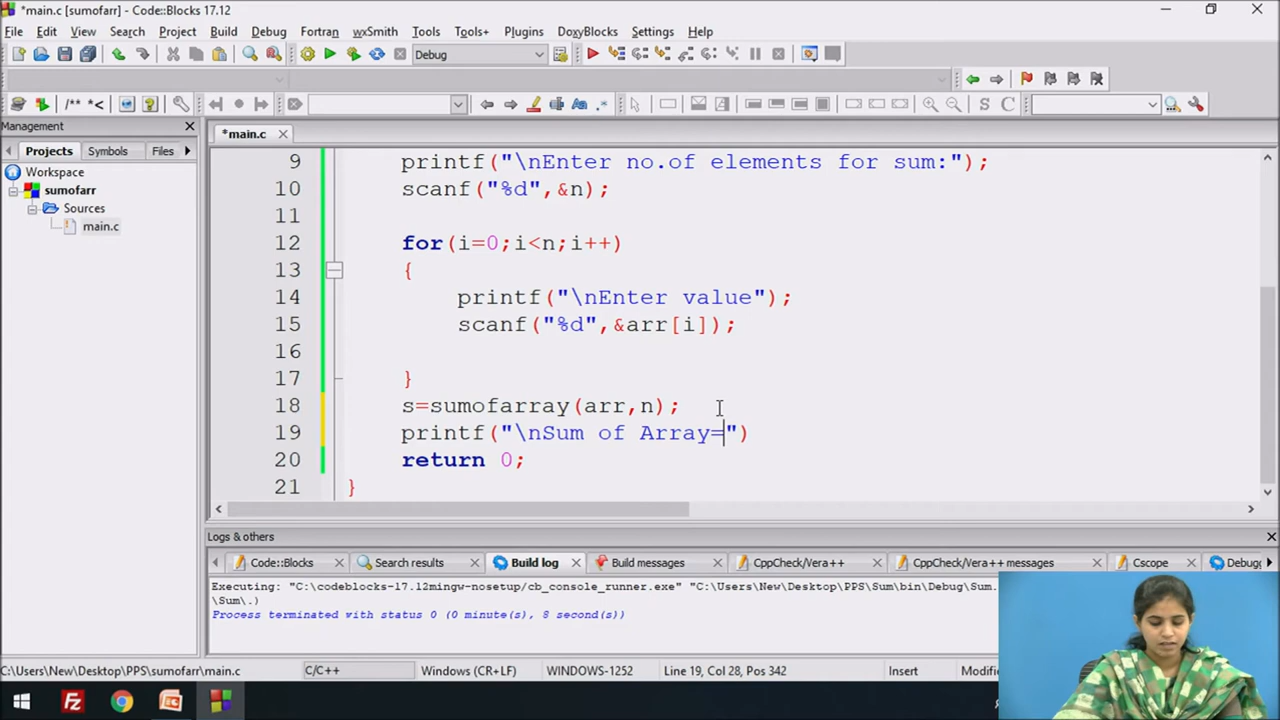 *main.c [sumofarr] - Code::Blocks 17.12
File Edit View Search Project Build Debug Fortran wxSmith Tools Tools+ Plugins DoxyBlocks Settings Help
Debug
/** *<
S C
Management
Projects Symbols Files
Workspace
sumofarr
Sources
main.c
*main.c
9 printf("\nEnter no.of elements for sum:");
10 scanf("%d",&n);
11
12 for(i=0;i<n;i++)
13 {
14 printf("\nEnter value");
15 scanf("%d",&arr[i]);
16
17 }
18 s=sumofarray(arr,n);
19 printf("\nSum of Array=")
20 return 0;
21 }
Logs & others
Code::Blocks Search results Build log Build messages CppCheck/Vera++ CppCheck/Vera++ messages Cscope Debugg
Executing: "C:\codeblocks-17.12mingw-nosetup/cb_console_runner.exe" "C:\Users\New\Desktop\PPS\Sum\bin\Debug\Sum.
\Sum\.)
Process terminated with status 0 (0 minute(s), 8 second(s))
C:\Users\New\Desktop\PPS\sumofarr\main.c C/C++ Windows (CR+LF) WINDOWS-1252 Line 19, Col 28, Pos 342 Insert Modifi